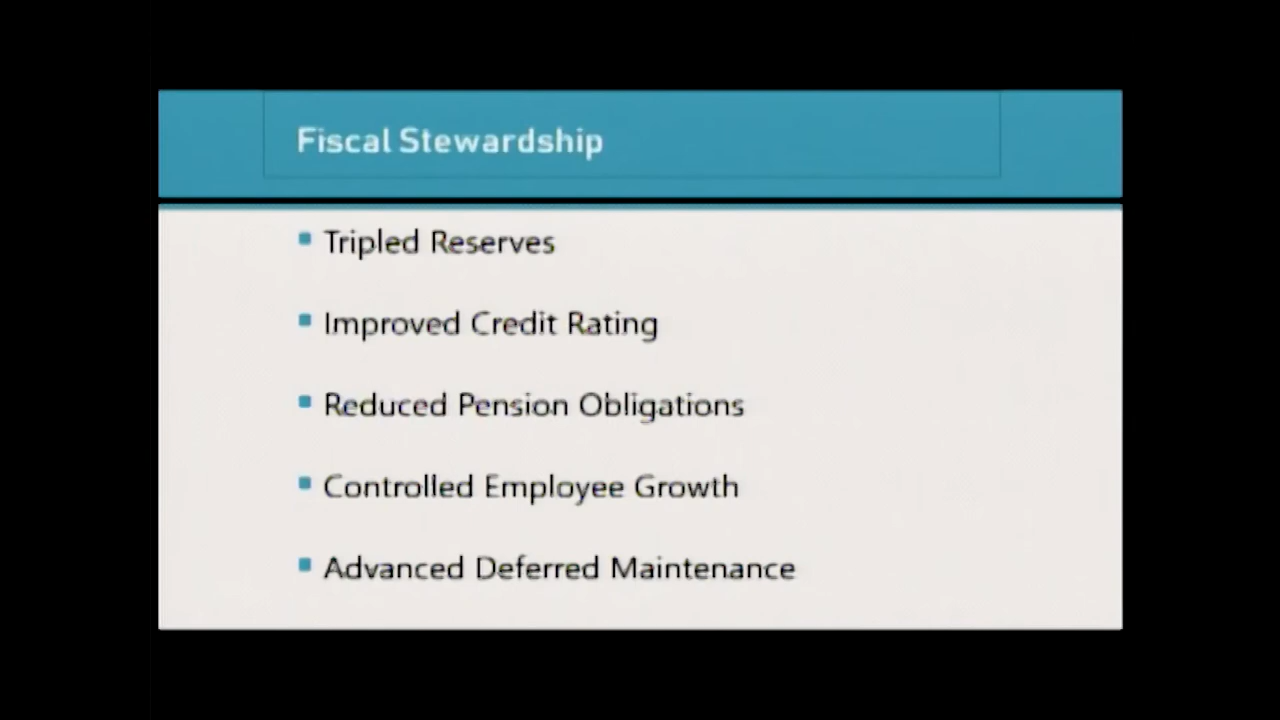 Fiscal Stewardship
Tripled Reserves
Improved Credit Rating
Reduced Pension Obligations
Controlled Employee Growth
Advanced Deferred Maintenance